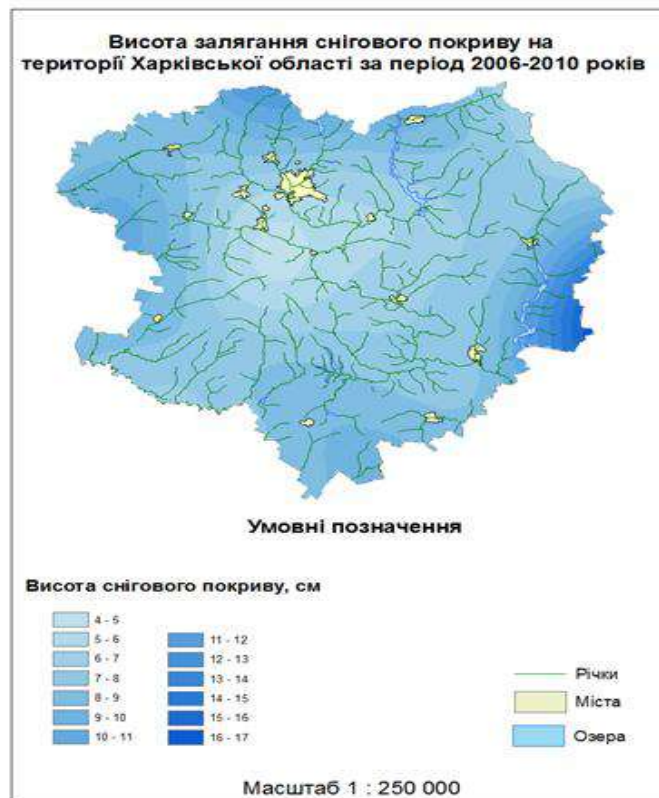 Висота залягання снігового покриву на
території Харківської області за період 2006-2010 років
Умовні позначення
Висота снігового покриву, см
4 - 5
5 - 6
6 - 7
7 - 8
8 - 9
9 - 10
10 - 11
11 - 12
12 - 13
13 - 14
14 - 15
15 - 16
16 - 17
Річки
Міста
Озера
Масштаб 1 : 250 000